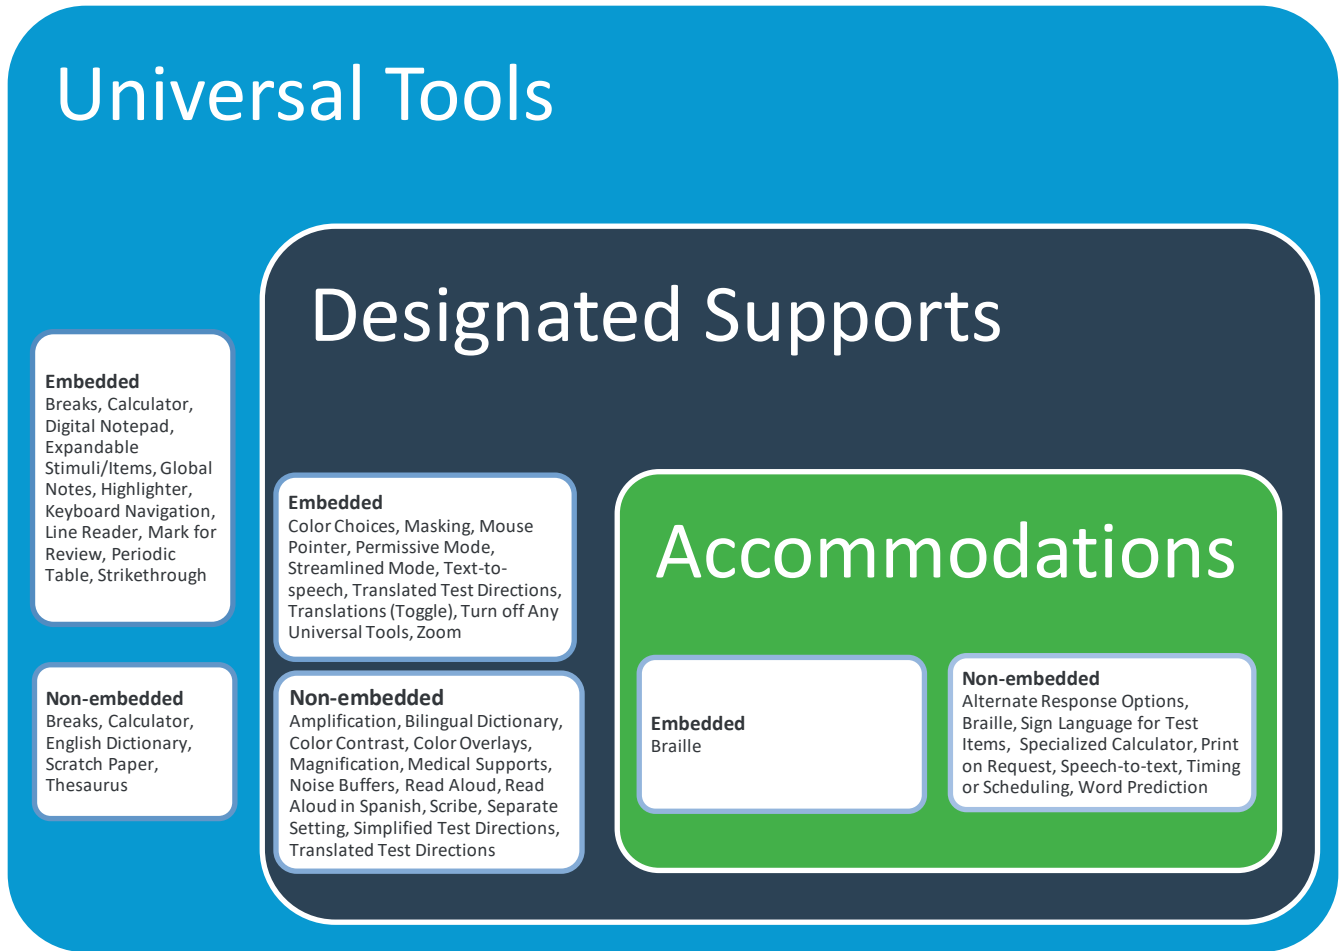 Universal Tools
Embedded
Breaks, Calculator,
Digital Notepad,
Expandable
Stimuli/Items, Global
Notes, Highlighter,
Keyboard Navigation,
Line Reader, Mark for
Review, Periodic
Table, Strikethrough
Non-embedded
Breaks, Calculator,
English Dictionary,
Scratch Paper,
Thesaurus
Designated Supports
Embedded
Color Choices, Masking, Mouse
Pointer, Permissive Mode,
Streamlined Mode, Text-to-
speech, Translated Test Directions,
Translations (Toggle), Turn off Any
Universal Tools, Zoom
Non-embedded
Amplification, Bilingual Dictionary,
Color Contrast, Color Overlays,
Magnification, Medical Supports,
Noise Buffers, Read Aloud, Read
Aloud in Spanish, Scribe, Separate
Setting, Simplified Test Directions,
Translated Test Directions
Accommodations
Embedded
Braille
Non-embedded
Alternate Response Options,
Braille, Sign Language for Test
Items, Specialized Calculator, Print
on Request, Speech-to-text, Timing
or Scheduling, Word Prediction